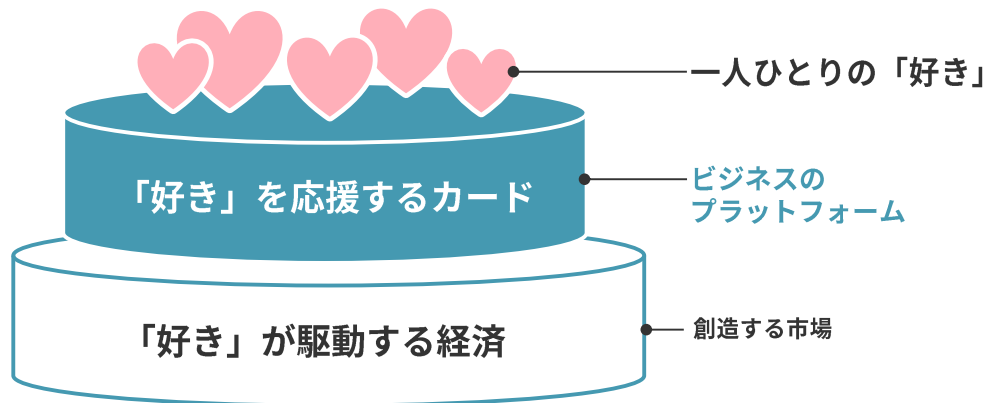 一人ひとりの「好き」
「好き」を応援するカード
ビジネスの
プラットフォーム
「好き」が駆動する経済
創造する市場